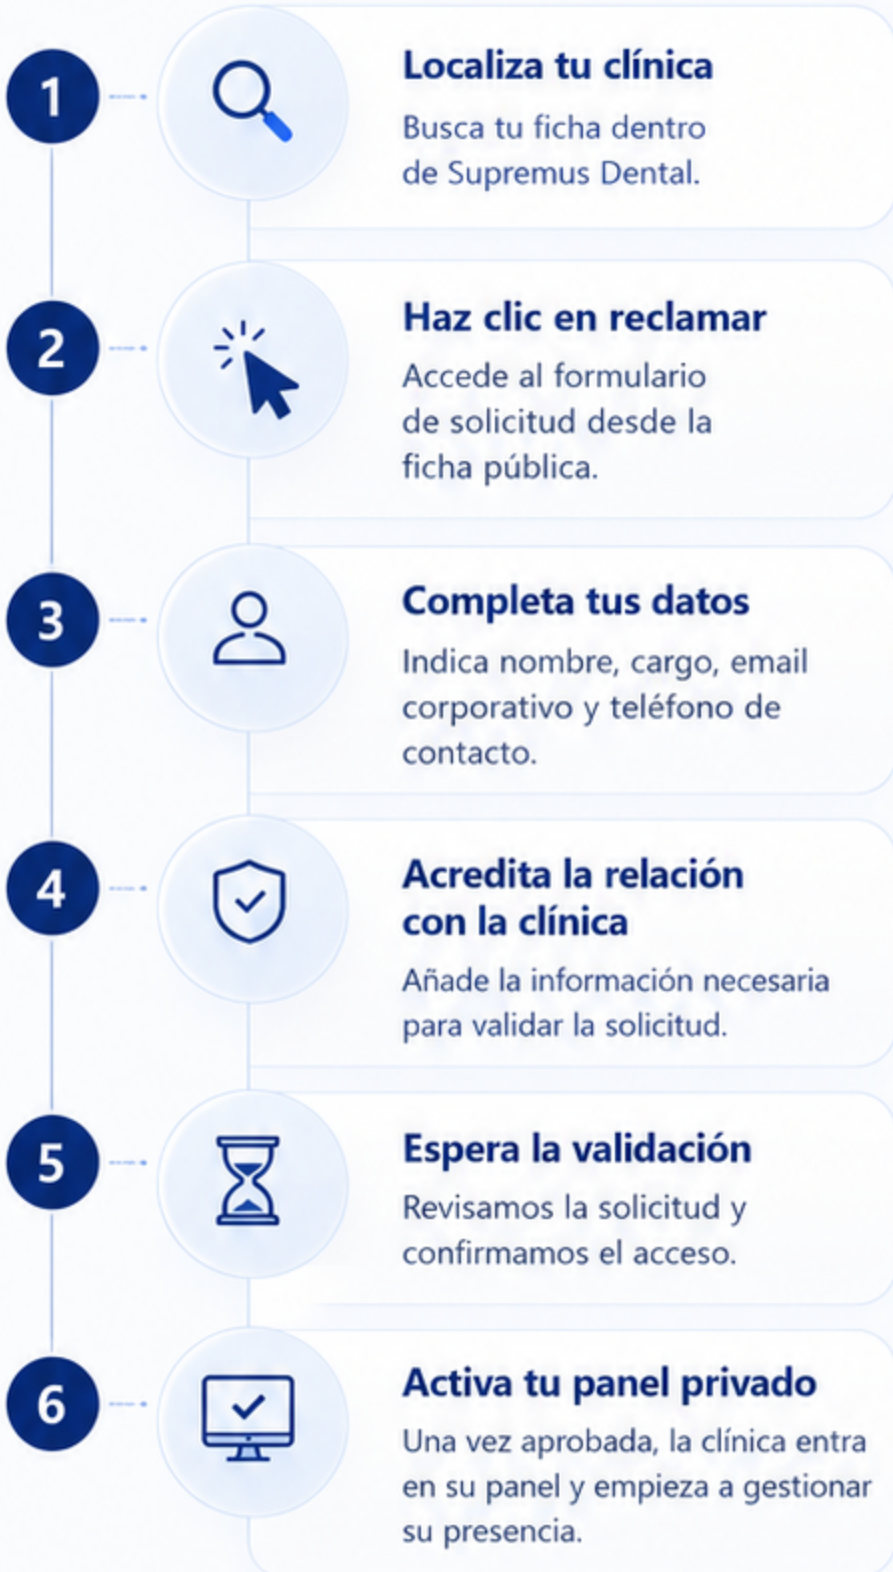 1
Localiza tu clínica
Busca tu ficha dentro
de Supremus Dental.
2
Haz clic en reclamar
Accede al formulario
de solicitud desde la
ficha pública.
3
Completa tus datos
Indica nombre, cargo, email
corporativo y teléfono de
contacto.
4
Acredita la relación
con la clínica
Añade la información necesaria
para validar la solicitud.
5
Espera la validación
Revisamos la solicitud y
confirmamos el acceso.
6
Activa tu panel privado
Una vez aprobada, la clínica entra
en su panel y empieza a gestionar
su presencia.